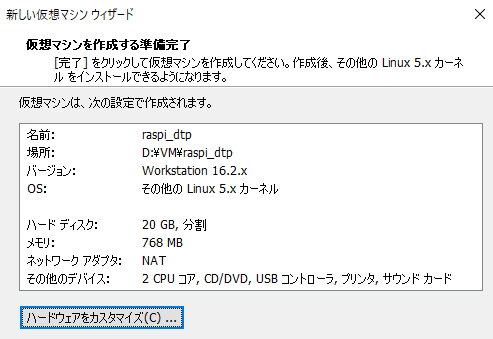 新しい仮想マシン ウィザード
仮想マシンを作成する準備完了
[完了] をクリックして仮想マシンを作成してください。作成後、その他の Linux 5.x カーネ
ル をインストールできるようになります。
仮想マシンは、次の設定で作成されます。
名前: raspi_dtp
場所: D:¥VM¥raspi_dtp
バージョン: Workstation 16.2.x
OS: その他の Linux 5.x カーネル
ハード ディスク: 20 GB, 分割
メモリ: 768 MB
ネットワーク アダプタ: NAT
その他のデバイス: 2 CPU コア, CD/DVD, USB コントローラ, プリンタ, サウンド カード
ハードウェアをカスタマイズ(C) ...